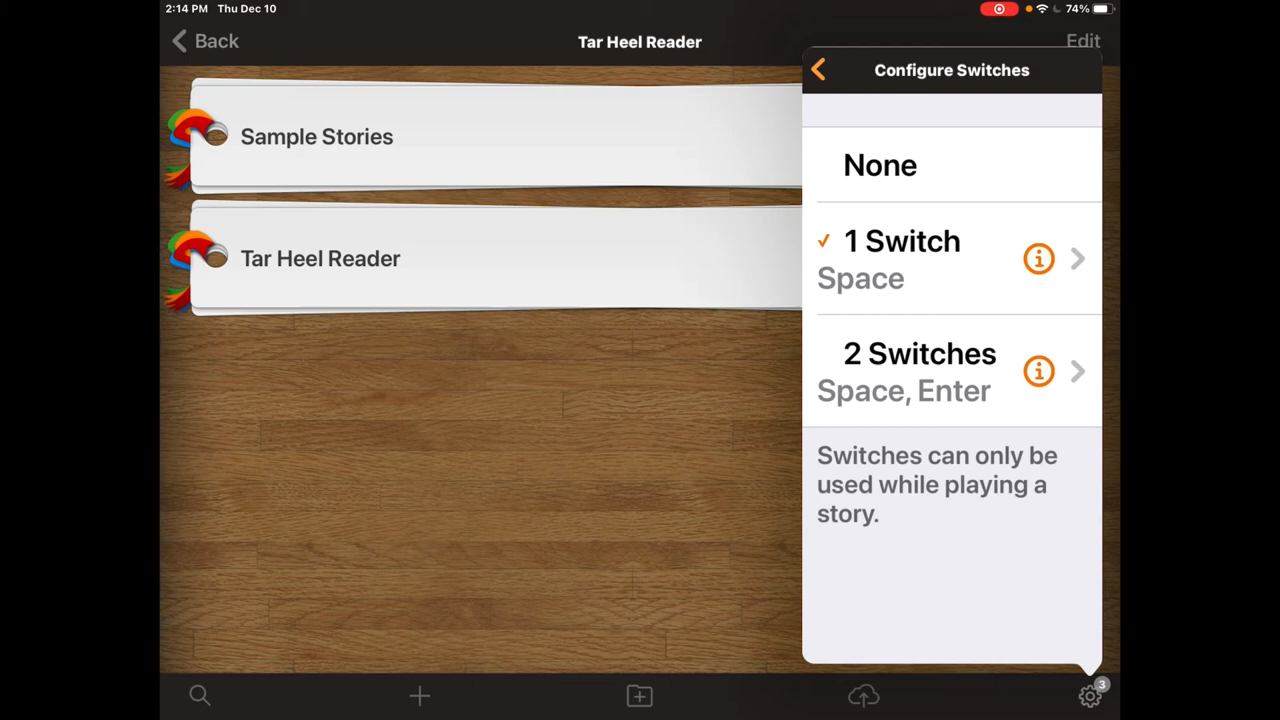 2:14 PM Thu Dec 10
74%
Back
Tar Heel Reader
Edit
Configure Switches
Sample Stories
None
1 Switch
Space
Tar Heel Reader
2 Switches
Space, Enter
Switches can only be
used while playing a
story.
3